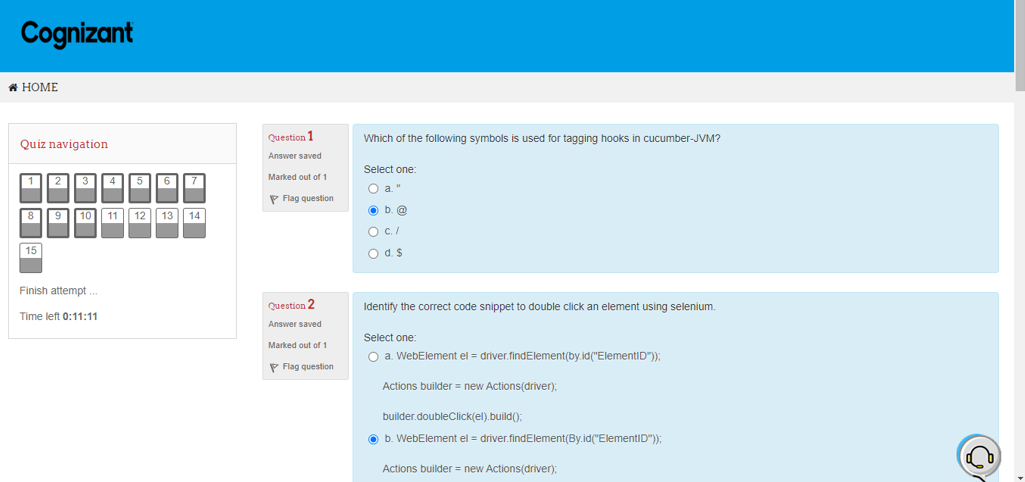 Cognizant
HOME
Quiz navigation
1 2 3 4 5 6 7
8 9 10 11 12 13 14
15
Finish attempt ...
Time left 0:11:11
Question 1
Answer saved
Marked out of 1
Flag question
Which of the following symbols is used for tagging hooks in cucumber-JVM?
Select one:
a. "
b. @
c. /
d. $
Question 2
Answer saved
Marked out of 1
Flag question
Identify the correct code snippet to double click an element using selenium.
Select one:
a. WebElement el = driver.findElement(by.id("ElementID"));
Actions builder = new Actions(driver);
builder.doubleClick(el).build();
b. WebElement el = driver.findElement(By.id("ElementID"));
Actions builder = new Actions(driver);